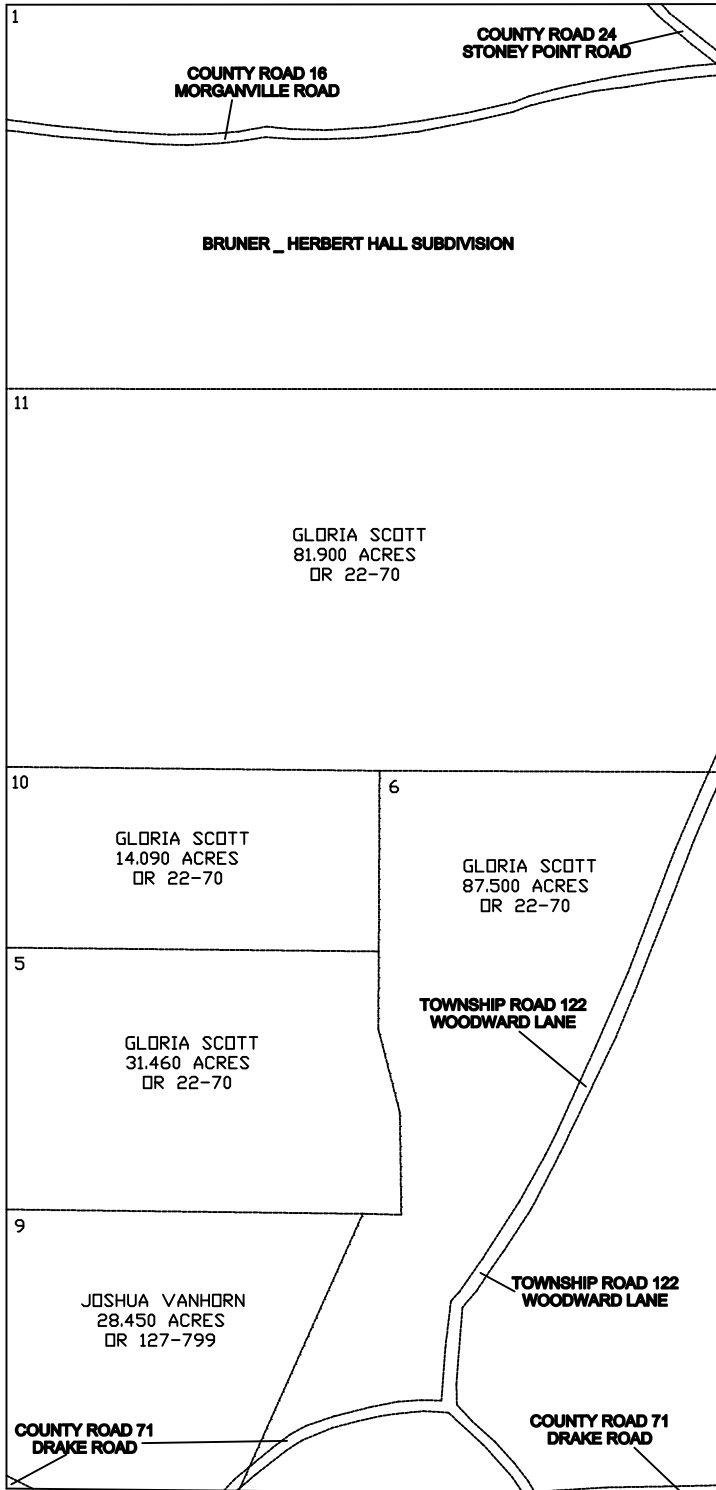 1
COUNTY ROAD 24
STONEY POINT ROAD
COUNTY ROAD 16
MORGANVILLE ROAD
BRUNER _ HERBERT HALL SUBDIVISION
11
GLORIA SCOTT
81.900 ACRES
OR 22-70
10
6
GLORIA SCOTT
14.090 ACRES
OR 22-70
GLORIA SCOTT
87.500 ACRES
OR 22-70
5
TOWNSHIP ROAD 122
WOODWARD LANE
GLORIA SCOTT
31.460 ACRES
OR 22-70
9
TOWNSHIP ROAD 122
WOODWARD LANE
JOSHUA VANHORN
28.450 ACRES
OR 127-799
COUNTY ROAD 71
DRAKE ROAD
COUNTY ROAD 71
DRAKE ROAD